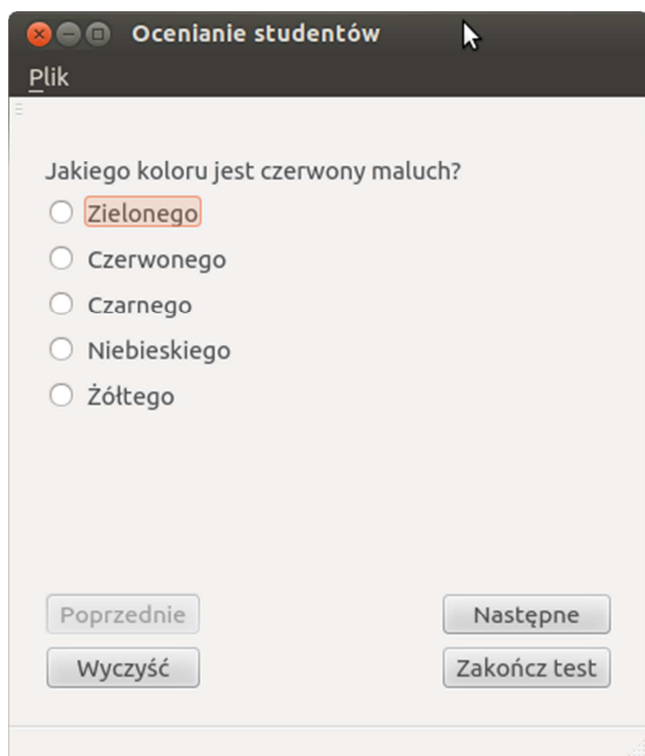 Ocenianie studentów
Plik
Jakiego koloru jest czerwony maluch?
Zielonego
Czerwonego
Czarnego
Niebieskiego
Żółtego
Poprzednie
Następne
Wyczyść
Zakończ test